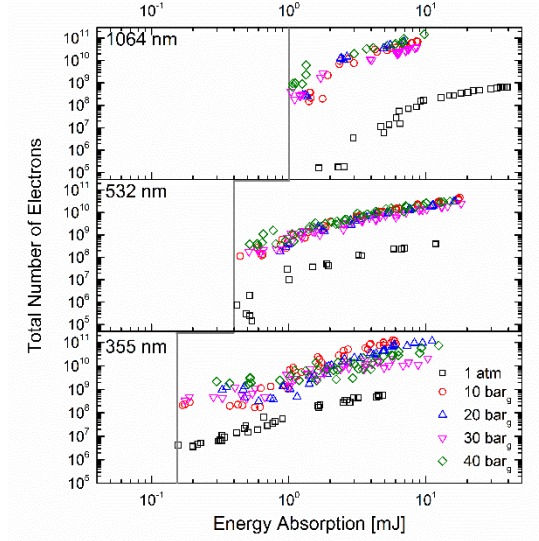 10⁻¹ 10⁰ 10¹
1064 nm
10¹¹
10¹⁰
10⁹
10⁸
10⁷
10⁶
10⁵
532 nm
10¹¹
10¹⁰
10⁹
10⁸
10⁷
10⁶
10⁵
355 nm
10¹¹
10¹⁰
10⁹
10⁸
10⁷
10⁶
10⁵
Total Number of Electrons
1 atm
10 bar_g
20 bar_g
30 bar_g
40 bar_g
10⁻¹ 10⁰ 10¹
Energy Absorption [mJ]